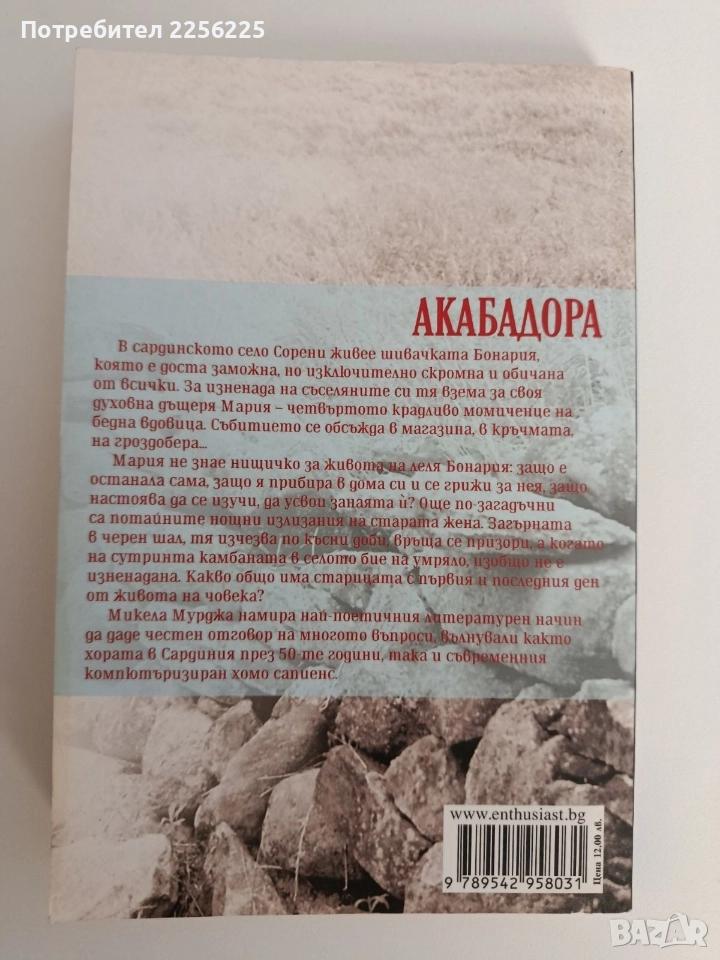 Потребител 2256225
АКАБАДОРА
В сардинското село Сорени живее шивачката Бонария,
която е доста заможна, но изключително скромна и обичана
от всички. За изненада на съселяните си тя взема за своя
духовна дъщеря Мария – четвъртото крадливо момиченце на
бедна вдовица. Събитието се обсъжда в магазина, в кръчмата,
на гроздобера...
Мария не знае нищичко за живота на леля Бонария: защо е
останала сама, защо я прибира в дома си и се грижи за нея, защо
настоява да се изучи, да усвои занаята ѝ? Още по-загадъчни
са потайните нощни излизания на старата жена. Загърната
в черен шал, тя изчезва по късни доби, връща се призори, а когато
на сутринта камбаната в селото бие на умряло, изобщо не е
изненадана. Какво общо има старицата с първия и последния ден
от живота на човека?
Микела Мурджа намира най-поетичния литературен начин
да даде честен отговор на многото въпроси, вълнували както
хората в Сардиния през 50-те години, така и съвременния
компютъризиран хомо сапиенс.
www.enthusiast.bg
9 789542 958031
Цена 12,00 лв.
BAZAR